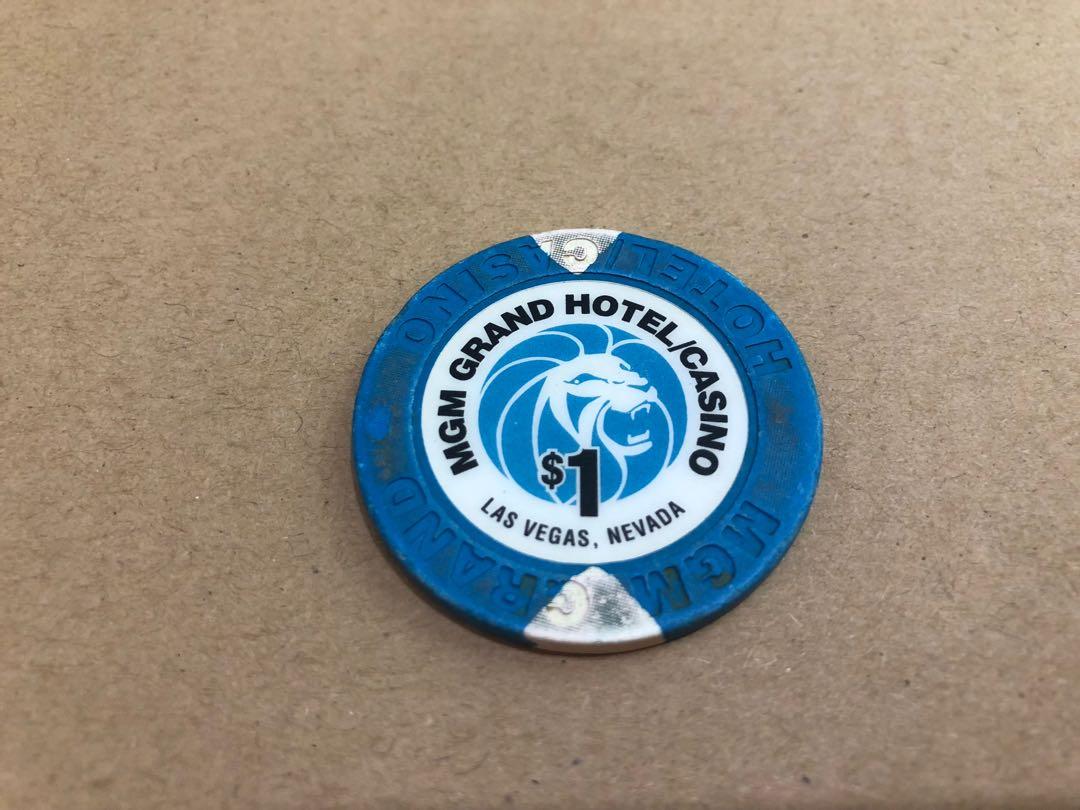 MGM GRAND HOTEL/CASINO
$1
LAS VEGAS, NEVADA
MGM GRAND
HOTEL/CASINO